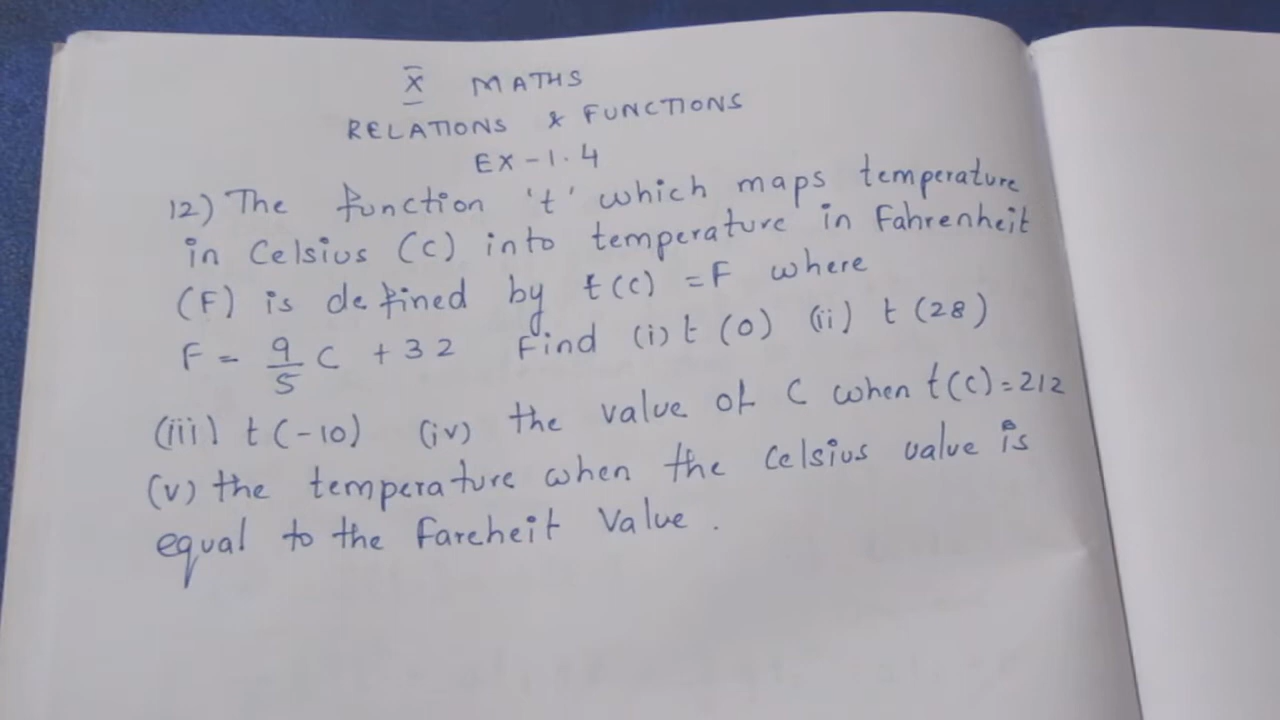 X MATHS
RELATIONS & FUNCTIONS
EX-1.4
12) The function 't' which maps temperature
in Celsius (C) into temperature in Fahrenheit
(F) is defined by t(c) = F where
F = 9/5 C + 32 Find (i) t (0) (ii) t (28)
(iii) t (-10) (iv) the value of C when t(C)=212
(v) the temperature when the Celsius value is
equal to the Farcheit Value.